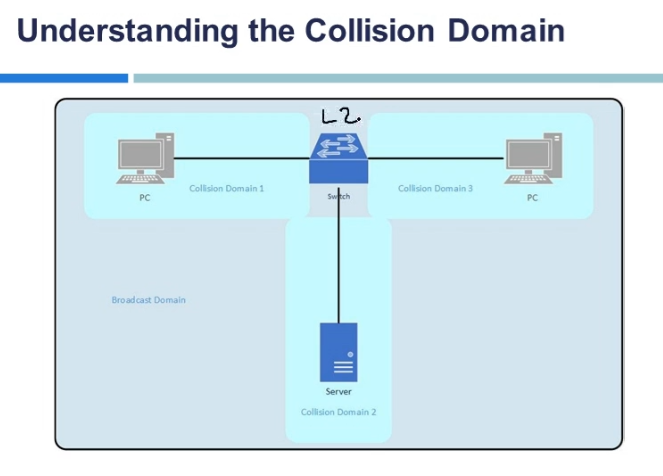 Understanding the Collision Domain
L2.
PC
Collision Domain 1
Switch
Collision Domain 3
PC
Broadcast Domain
Server
Collision Domain 2